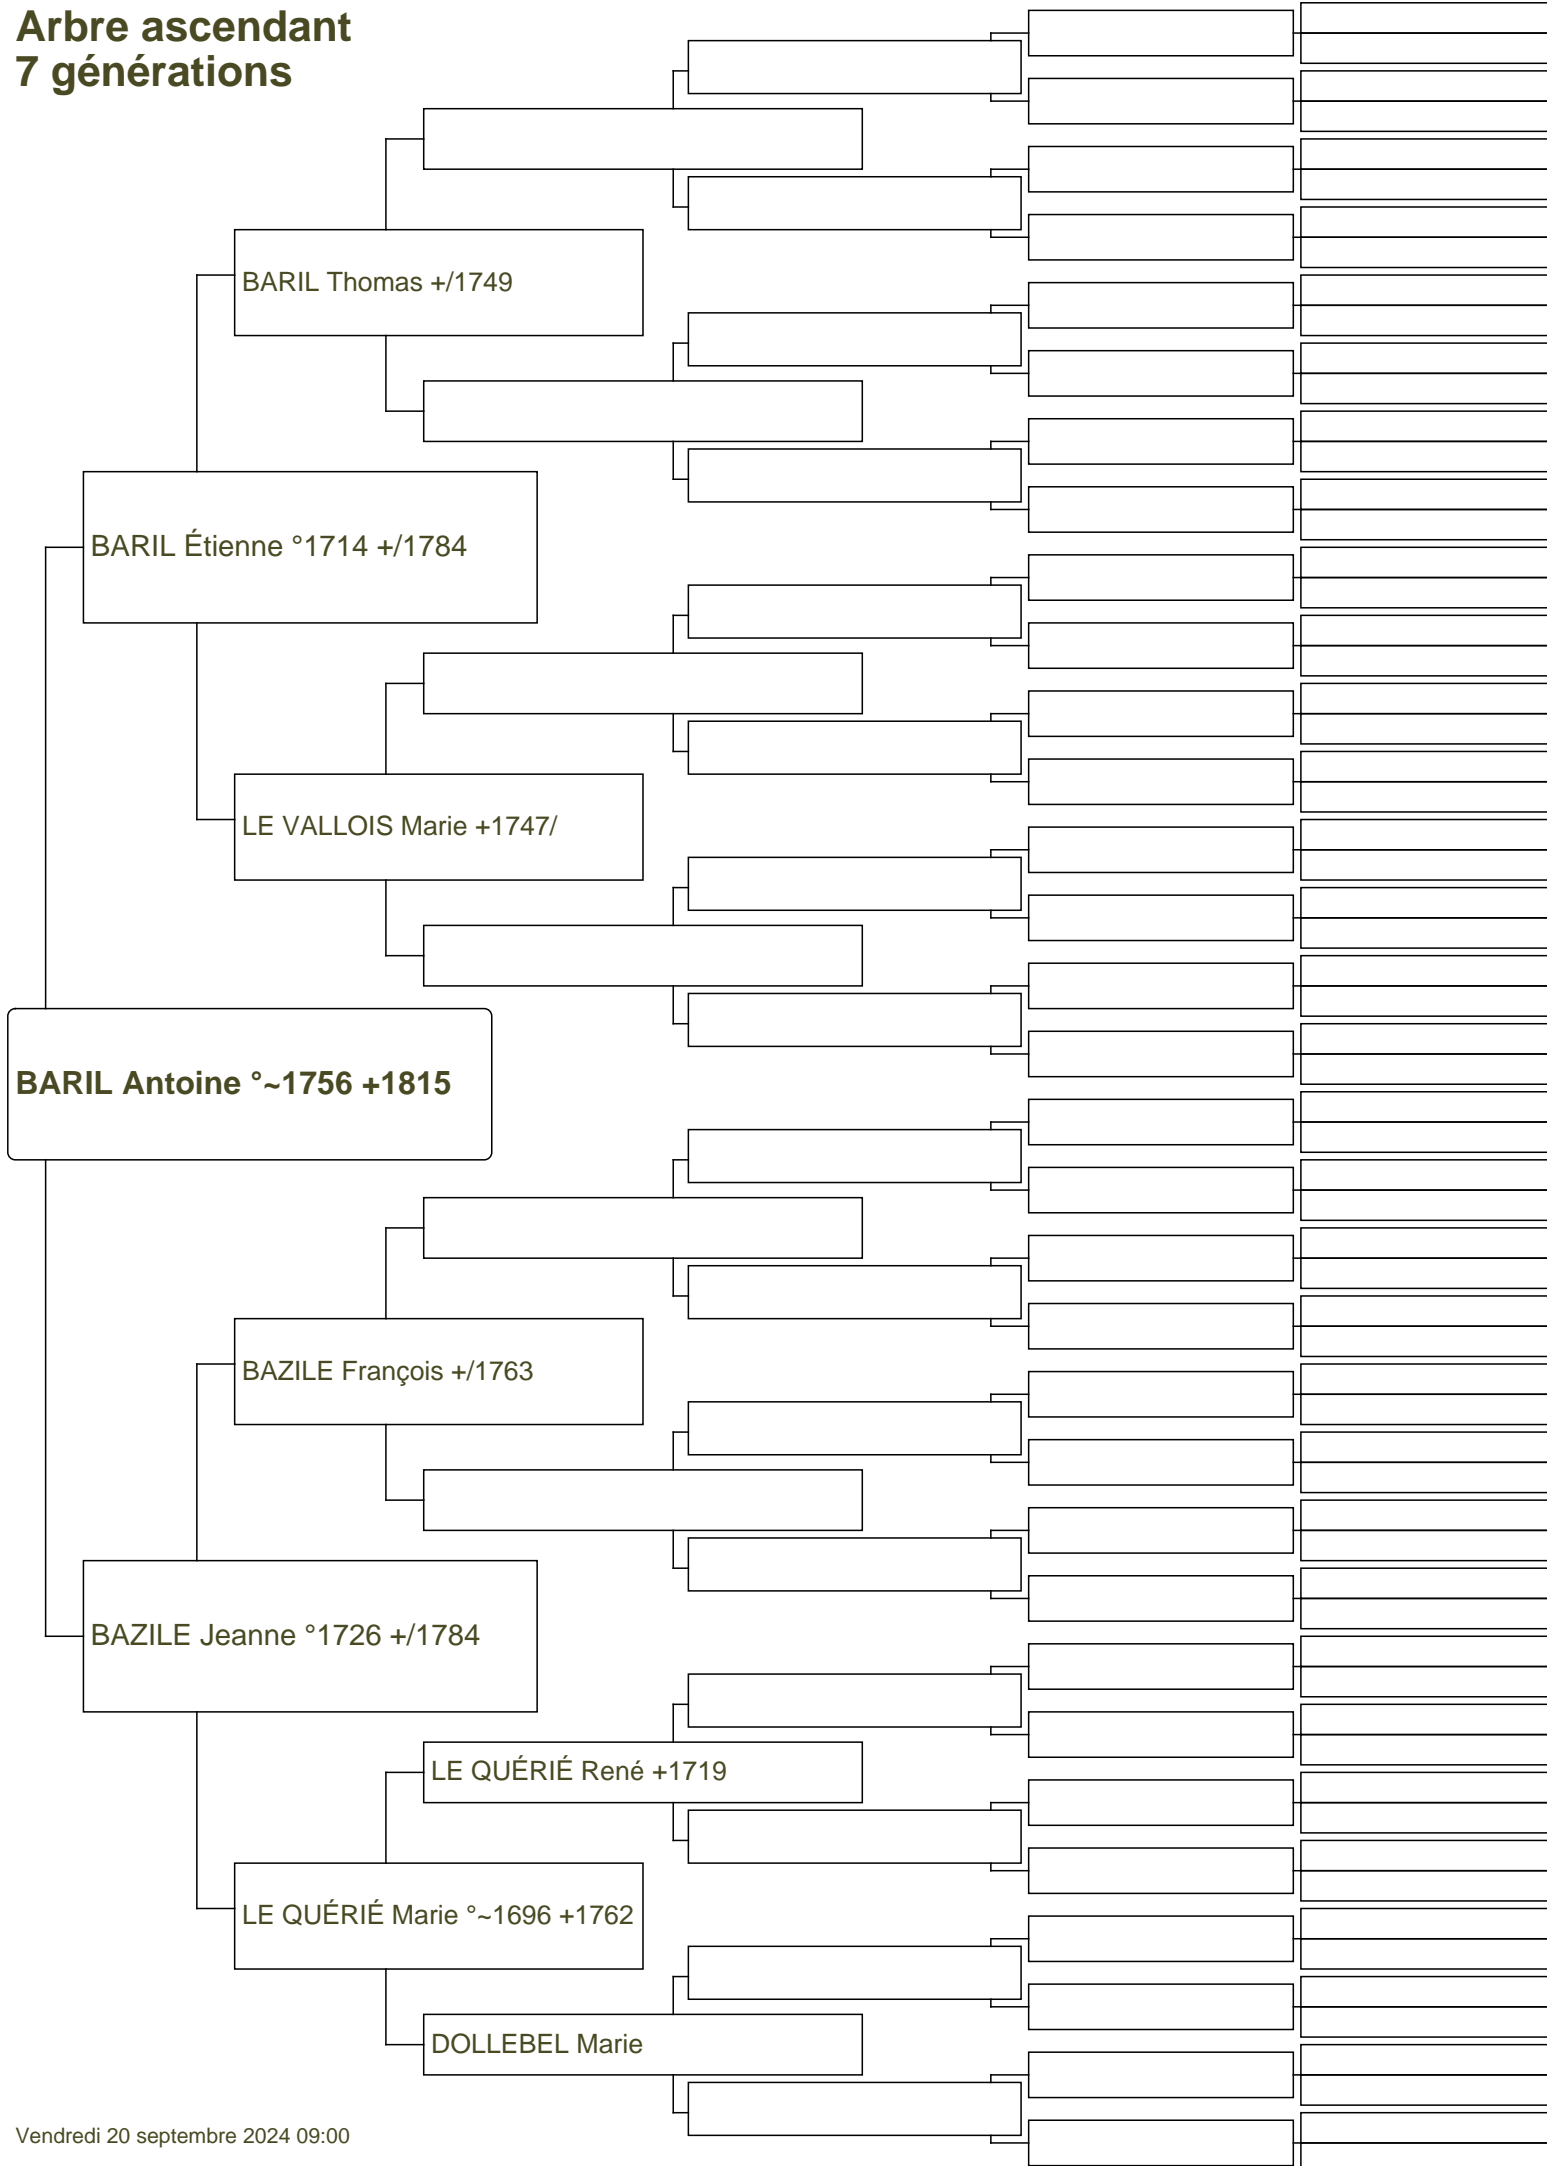 Arbre ascendant
7 générations
BARIL Thomas +/1749
BARIL Étienne °1714 +/1784
LE VALLOIS Marie +1747/
BARIL Antoine °~1756 +1815
BAZILE François +/1763
BAZILE Jeanne °1726 +/1784
LE QUÉRIÉ René +1719
LE QUÉRIÉ Marie °~1696 +1762
DOLLEBEL Marie
Vendredi 20 septembre 2024 09:00